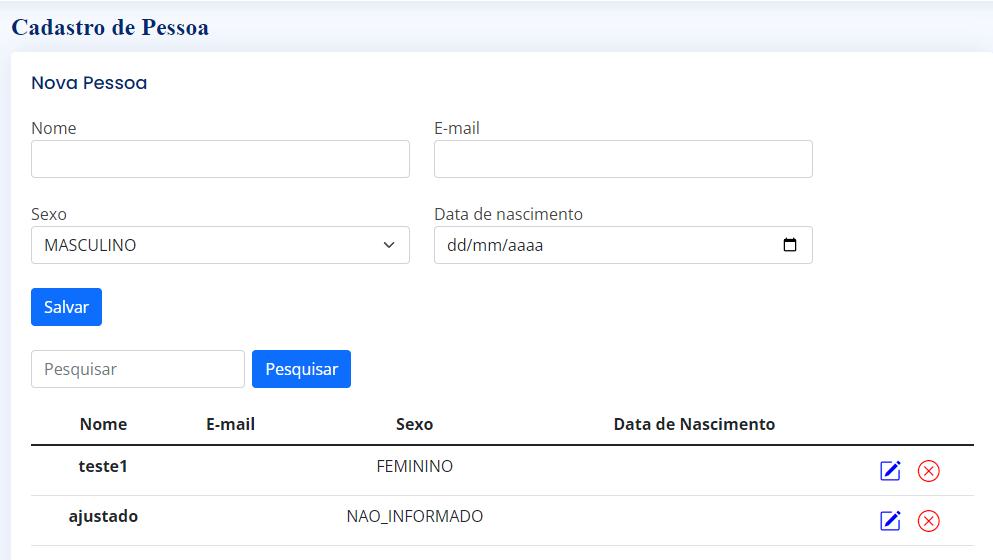 Cadastro de Pessoa
Nova Pessoa
Nome E-mail
Sexo Data de nascimento
MASCULINO dd/mm/aaaa
Salvar
Pesquisar Pesquisar
Nome E-mail Sexo Data de Nascimento
teste1 FEMININO
ajustado NAO_INFORMADO